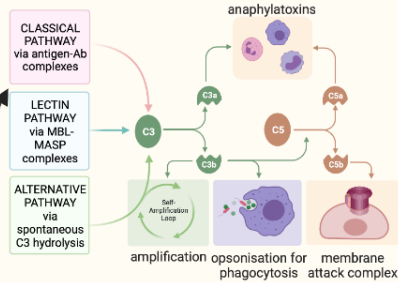 anaphylatoxins
CLASSICAL
PATHWAY
via antigen-Ab
complexes
LECTIN
PATHWAY
via MBL-
MASP
complexes
ALTERNATIVE
PATHWAY
via
spontaneous
C3 hydrolysis
C3a
C5a
C3
C5
C3b
C5b
Self-
Amplification
Loop
amplification
opsonisation for
phagocytosis
membrane
attack complex